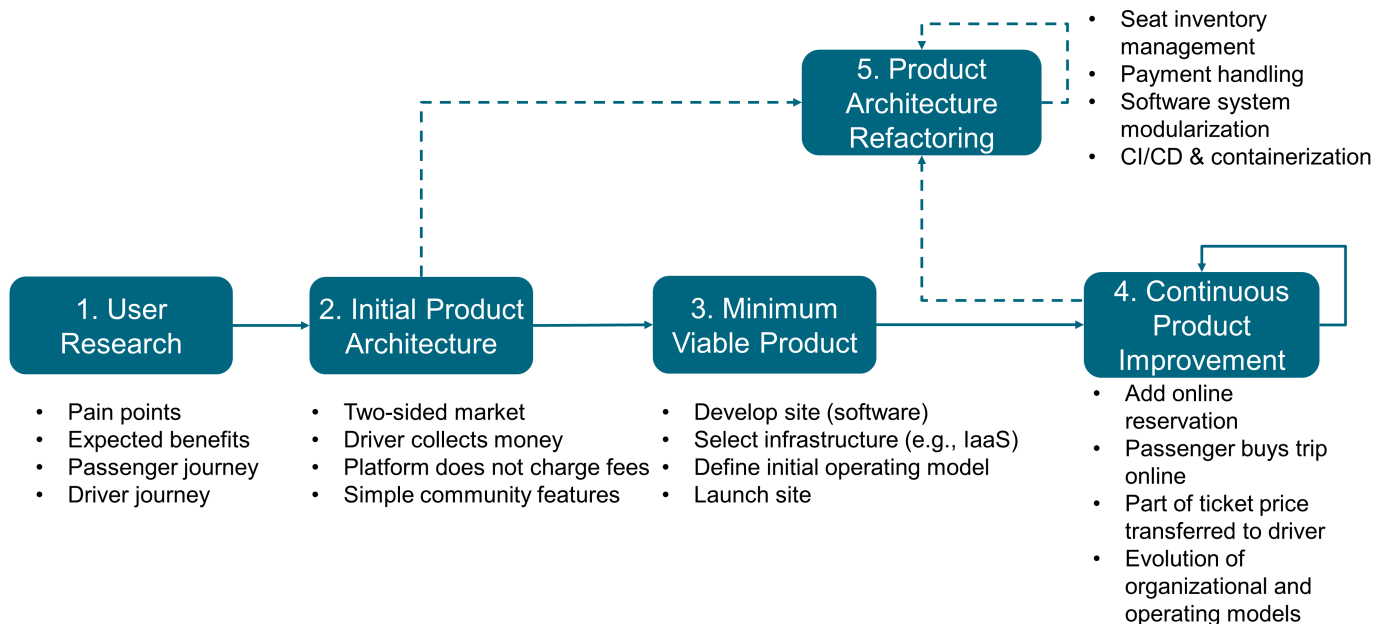 5. Product
Architecture
Refactoring
• Seat inventory
management
• Payment handling
• Software system
modularization
• CI/CD & containerization
1. User
Research
• Pain points
• Expected benefits
• Passenger journey
• Driver journey
2. Initial Product
Architecture
• Two-sided market
• Driver collects money
• Platform does not charge fees
• Simple community features
3. Minimum
Viable Product
• Develop site (software)
• Select infrastructure (e.g., IaaS)
• Define initial operating model
• Launch site
4. Continuous
Product
Improvement
• Add online
reservation
• Passenger buys trip
online
• Part of ticket price
transferred to driver
• Evolution of
organizational and
operating models